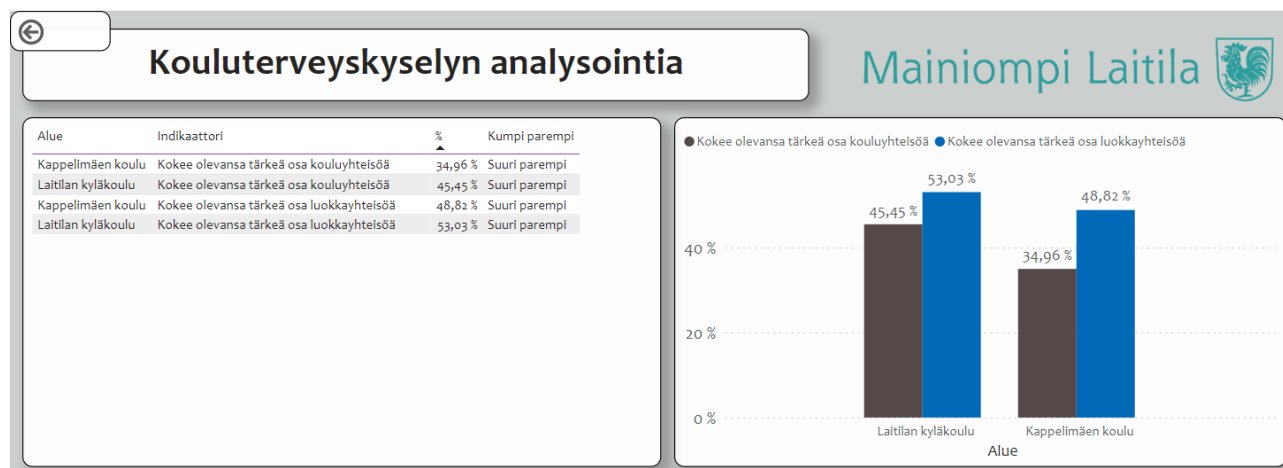 Kouluterveyskyselyn analysointia
Mainiompi Laitila
Alue Indikaattori % Kumpi parempi
Kappelimäen koulu Kokee olevansa tärkeä osa kouluyhteisöä 34,96 % Suuri parempi
Laitilan kyläkoulu Kokee olevansa tärkeä osa kouluyhteisöä 45,45 % Suuri parempi
Kappelimäen koulu Kokee olevansa tärkeä osa luokkayhteisöä 48,82 % Suuri parempi
Laitilan kyläkoulu Kokee olevansa tärkeä osa luokkayhteisöä 53,03 % Suuri parempi
Kokee olevansa tärkeä osa kouluyhteisöä Kokee olevansa tärkeä osa luokkayhteisöä
53,03 %
48,82 %
45,45 %
40 %
34,96 %
20 %
0 %
Laitilan kyläkoulu Kappelimäen koulu
Alue